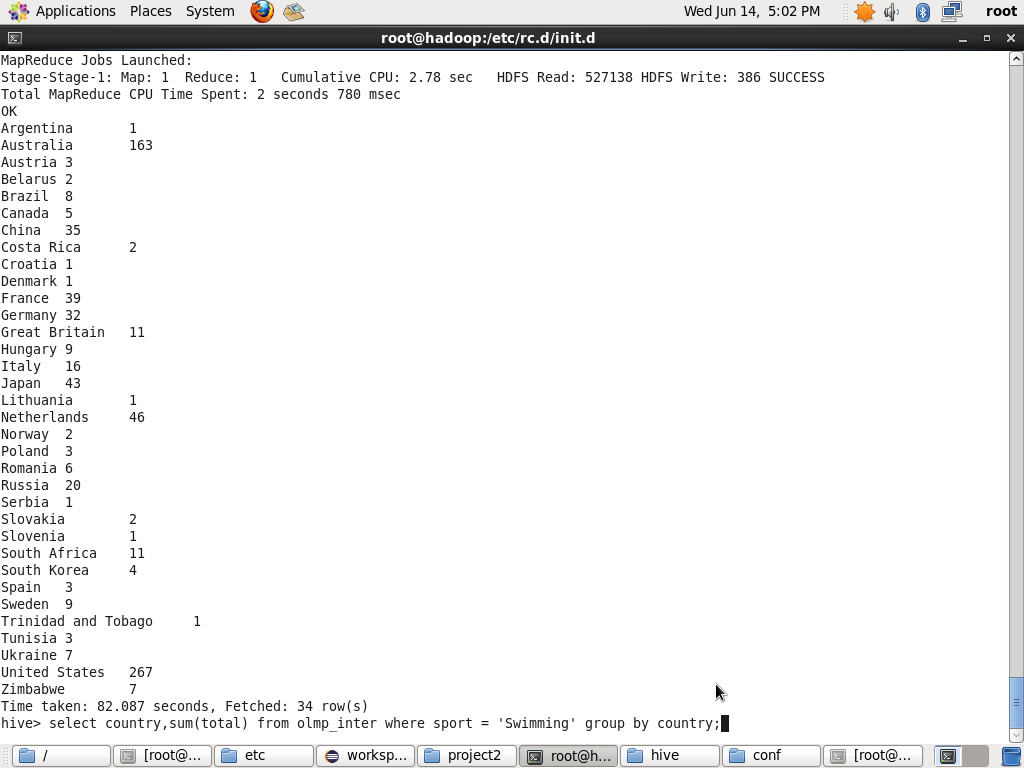 Applications Places System Wed Jun 14, 5:02 PM root
root@hadoop:/etc/rc.d/init.d
MapReduce Jobs Launched:
Stage-Stage-1: Map: 1  Reduce: 1   Cumulative CPU: 2.78 sec   HDFS Read: 527138 HDFS Write: 386 SUCCESS
Total MapReduce CPU Time Spent: 2 seconds 780 msec
OK
Argentina	1
Australia	163
Austria	3
Belarus	2
Brazil	8
Canada	5
China	35
Costa Rica	2
Croatia	1
Denmark	1
France	39
Germany	32
Great Britain	11
Hungary	9
Italy	16
Japan	43
Lithuania	1
Netherlands	46
Norway	2
Poland	3
Romania	6
Russia	20
Serbia	1
Slovakia	2
Slovenia	1
South Africa	11
South Korea	4
Spain	3
Sweden	9
Trinidad and Tobago	1
Tunisia	3
Ukraine	7
United States	267
Zimbabwe	7
Time taken: 82.087 seconds, Fetched: 34 row(s)
hive> select country,sum(total) from olmp_inter where sport = 'Swimming' group by country;
/ [root@... etc worksp... project2 root@h... hive conf [root@...